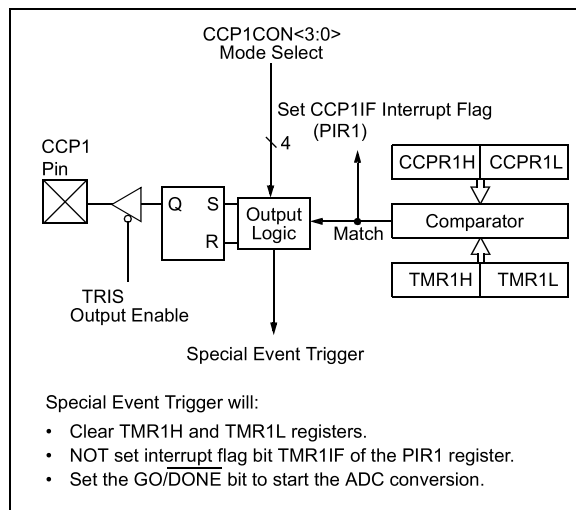 CCP1CON<3:0>
Mode Select
Set CCP1IF Interrupt Flag
(PIR1)
4
CCP1
Pin
CCPR1H CCPR1L
Q S
R
Output
Logic
Match
Comparator
TRIS
Output Enable
TMR1H TMR1L
Special Event Trigger
Special Event Trigger will:
• Clear TMR1H and TMR1L registers.
• NOT set interrupt flag bit TMR1IF of the PIR1 register.
• Set the GO/DONE bit to start the ADC conversion.